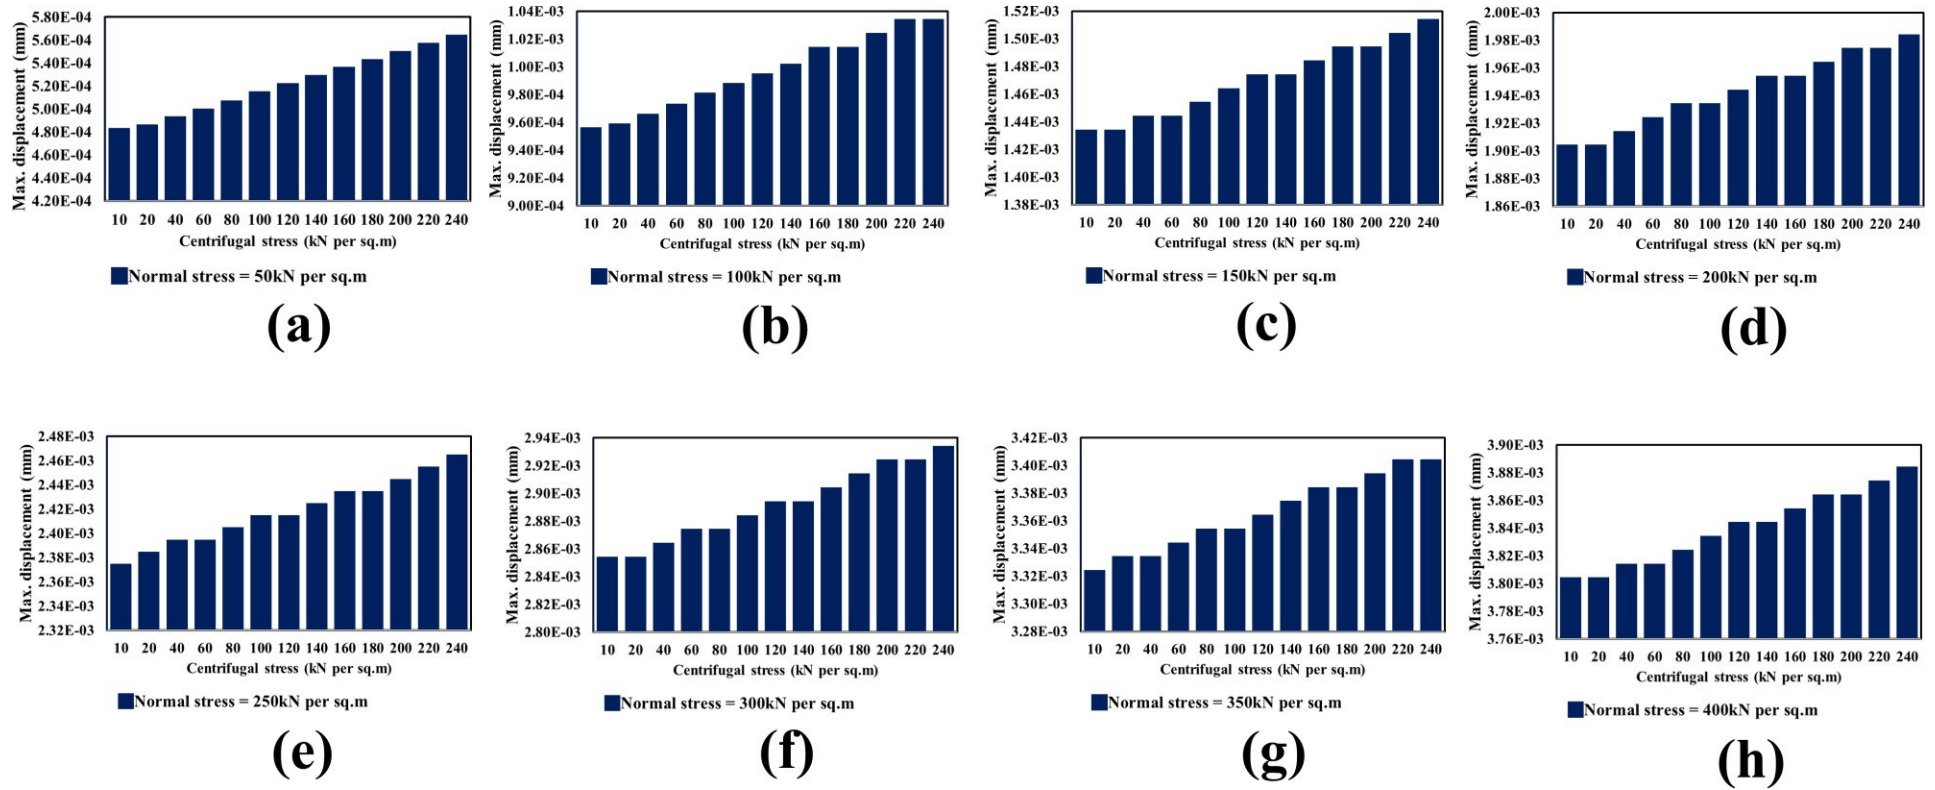 Max. displacement (mm)
5.80E-04
5.60E-04
5.40E-04
5.20E-04
5.00E-04
4.80E-04
4.60E-04
4.40E-04
4.20E-04
10 20 40 60 80 100 120 140 160 180 200 220 240
Centrifugal stress (kN per sq.m)
Normal stress = 50kN per sq.m
(a)
Max. displacement (mm)
1.04E-03
1.02E-03
1.00E-03
9.80E-04
9.60E-04
9.40E-04
9.20E-04
9.00E-04
10 20 40 60 80 100 120 140 160 180 200 220 240
Centrifugal stress (kN per sq.m)
Normal stress = 100kN per sq.m
(b)
Max. displacement (mm)
1.52E-03
1.50E-03
1.48E-03
1.46E-03
1.44E-03
1.42E-03
1.40E-03
1.38E-03
10 20 40 60 80 100 120 140 160 180 200 220 240
Centrifugal stress (kN per sq.m)
Normal stress = 150kN per sq.m
(c)
Max. displacement (mm)
2.00E-03
1.98E-03
1.96E-03
1.94E-03
1.92E-03
1.90E-03
1.88E-03
1.86E-03
10 20 40 60 80 100 120 140 160 180 200 220 240
Centrifugal stress (kN per sq.m)
Normal stress = 200kN per sq.m
(d)
Max. displacement (mm)
2.48E-03
2.46E-03
2.44E-03
2.42E-03
2.40E-03
2.38E-03
2.36E-03
2.34E-03
2.32E-03
10 20 40 60 80 100 120 140 160 180 200 220 240
Centrifugal stress (kN per sq.m)
Normal stress = 250kN per sq.m
(e)
Max. displacement (mm)
2.94E-03
2.92E-03
2.90E-03
2.88E-03
2.86E-03
2.84E-03
2.82E-03
2.80E-03
10 20 40 60 80 100 120 140 160 180 200 220 240
Centrifugal stress (kN per sq.m)
Normal stress = 300kN per sq.m
(f)
Max. displacement (mm)
3.42E-03
3.40E-03
3.38E-03
3.36E-03
3.34E-03
3.32E-03
3.30E-03
3.28E-03
10 20 40 60 80 100 120 140 160 180 200 220 240
Centrifugal stress (kN per sq.m)
Normal stress = 350kN per sq.m
(g)
Max. displacement (mm)
3.90E-03
3.88E-03
3.86E-03
3.84E-03
3.82E-03
3.80E-03
3.78E-03
3.76E-03
10 20 40 60 80 100 120 140 160 180 200 220 240
Centrifugal stress (kN per sq.m)
Normal stress = 400kN per sq.m
(h)